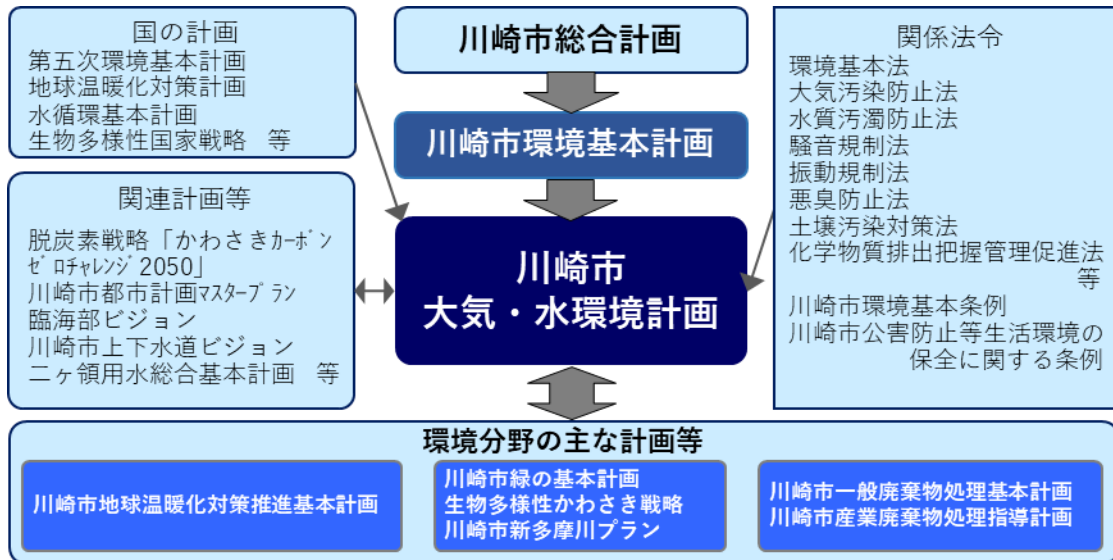 国の計画
第五次環境基本計画
地球温暖化対策計画
水循環基本計画
生物多様性国家戦略　等
川崎市総合計画
川崎市環境基本計画
川崎市
大気・水環境計画
関係法令
環境基本法
大気汚染防止法
水質汚濁防止法
騒音規制法
振動規制法
悪臭防止法
土壌汚染対策法
化学物質排出把握管理促進法
等
川崎市環境基本条例
川崎市公害防止等生活環境の
保全に関する条例
関連計画等
脱炭素戦略「かわさきｶｰﾎﾞﾝ
ｾﾞﾛﾁｬﾚﾝｼﾞ2050」
川崎市都市計画ﾏｽﾀｰﾌﾟﾗﾝ
臨海部ビジョン
川崎市上下水道ビジョン
二ヶ領用水総合基本計画　等
環境分野の主な計画等
川崎市地球温暖化対策推進基本計画
川崎市緑の基本計画
生物多様性かわさき戦略
川崎市新多摩川プラン
川崎市一般廃棄物処理基本計画
川崎市産業廃棄物処理指導計画